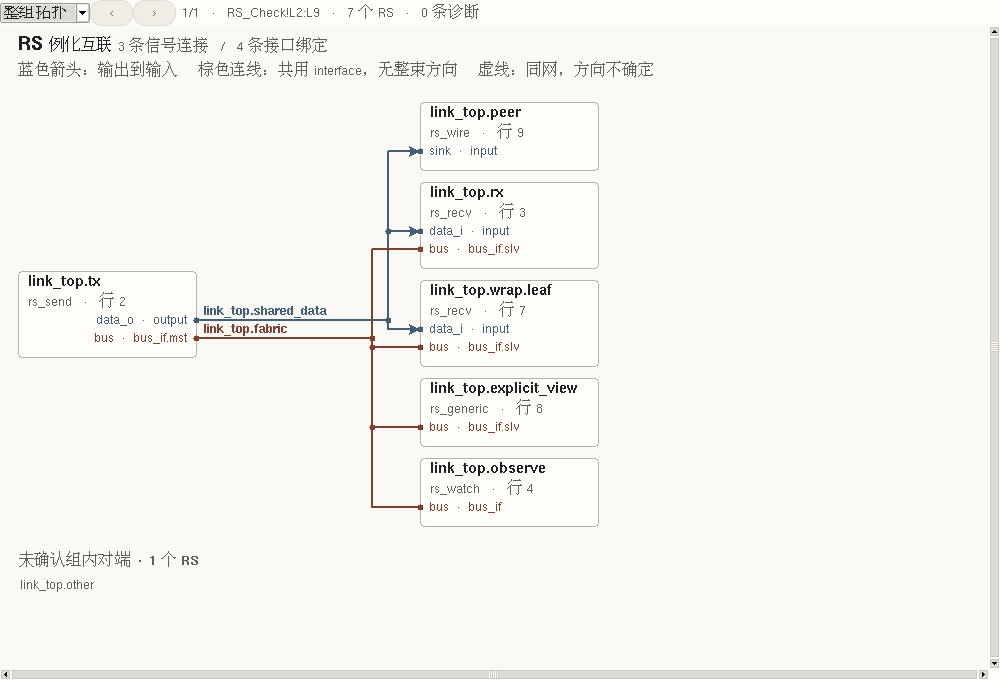 整组拓扑 ‹ › 1/1 · RS_Check!L2:L9 · 7 个 RS · 0 条诊断
RS 例化互联 3 条信号连接 / 4 条接口绑定
蓝色箭头：输出到输入 棕色连线：共用 interface，无整束方向 虚线：同网，方向不确定
link_top.peer
rs_wire · 行 9
sink · input
link_top.rx
rs_recv · 行 3
data_i · input
bus · bus_if.slv
link_top.tx
rs_send · 行 2
data_o · output
bus · bus_if.mst
link_top.shared_data
link_top.fabric
link_top.wrap.leaf
rs_recv · 行 7
data_i · input
bus · bus_if.slv
link_top.explicit_view
rs_generic · 行 8
bus · bus_if.slv
link_top.observe
rs_watch · 行 4
bus · bus_if
未确认组内对端 · 1 个 RS
link_top.other